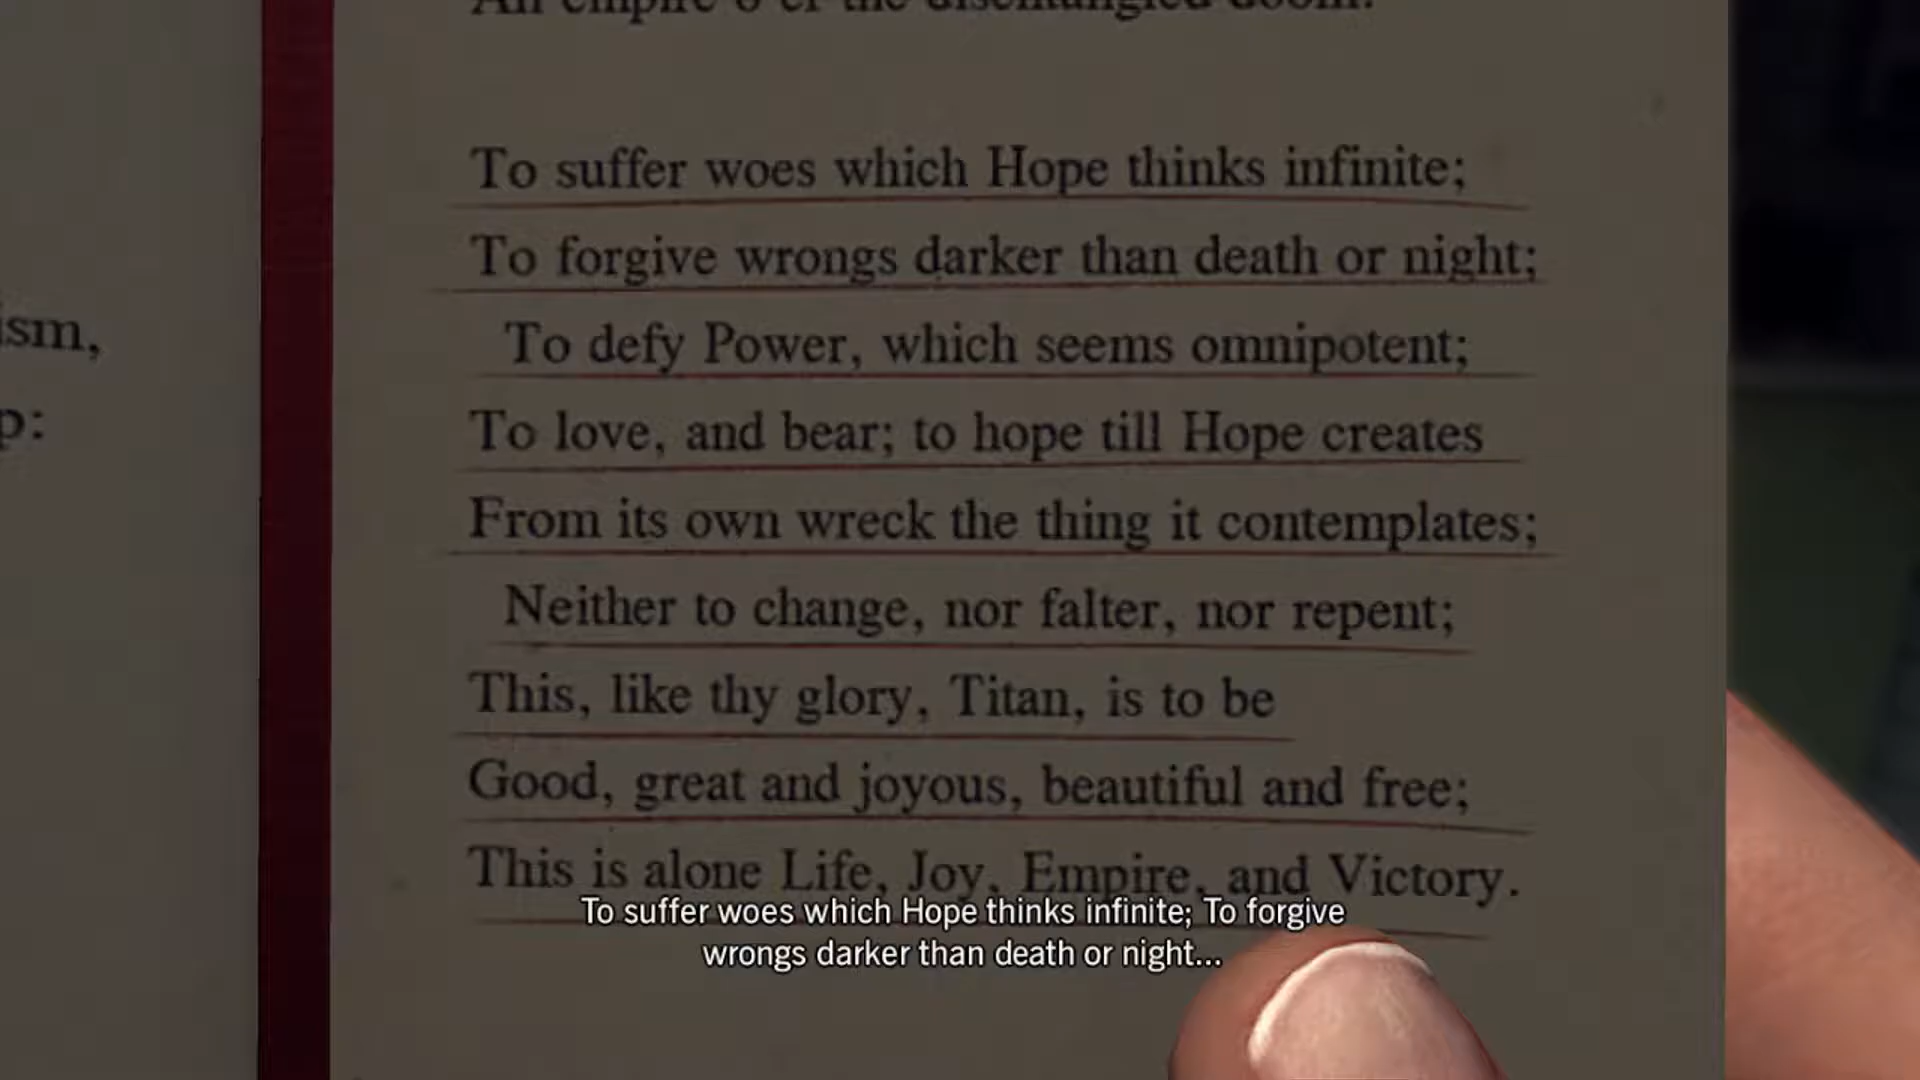 An empire o'er the disentangled doom.
To suffer woes which Hope thinks infinite;
To forgive wrongs darker than death or night;
To defy Power, which seems omnipotent;
ism,
To love, and bear; to hope till Hope creates
p:
From its own wreck the thing it contemplates;
Neither to change, nor falter, nor repent;
This, like thy glory, Titan, is to be
Good, great and joyous, beautiful and free;
This is alone Life, Joy, Empire, and Victory.
To suffer woes which Hope thinks infinite; To forgive
wrongs darker than death or night...